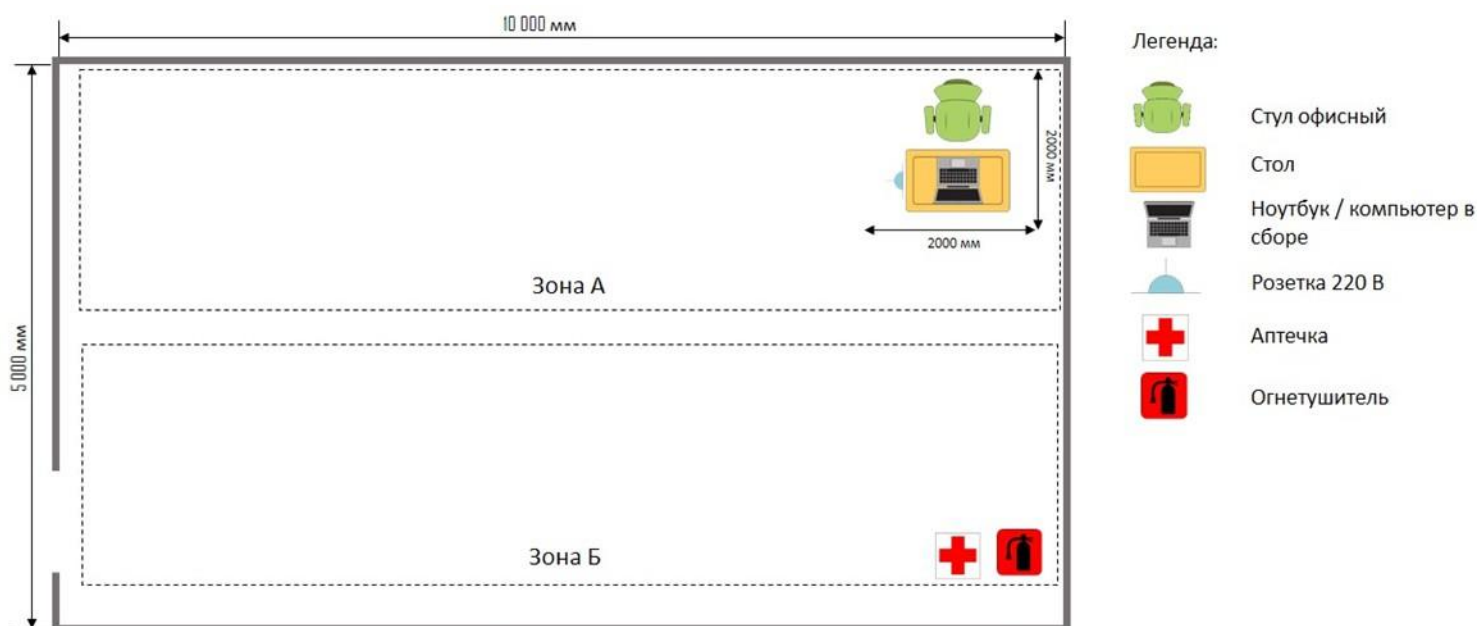 10 000 мм
Легенда:
Стул офисный
2000 мм
Стол
Ноутбук / компьютер в
сборе
2000 мм
Зона А
Розетка 220 В
Аптечка
5 000 мм
Огнетушитель
Зона Б